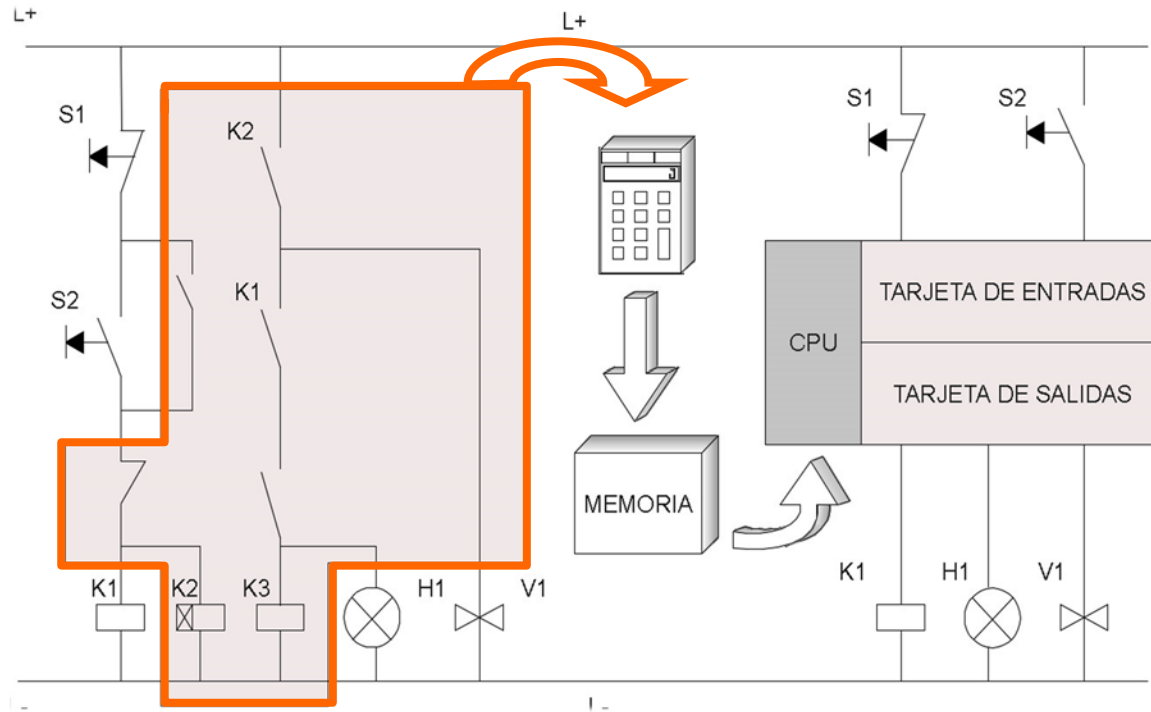 L+
L+
S1
K2
S1
S2
S2
K1
TARJETA DE ENTRADAS
CPU
TARJETA DE SALIDAS
MEMORIA
K1
K2
K3
H1
V1
K1
H1
V1